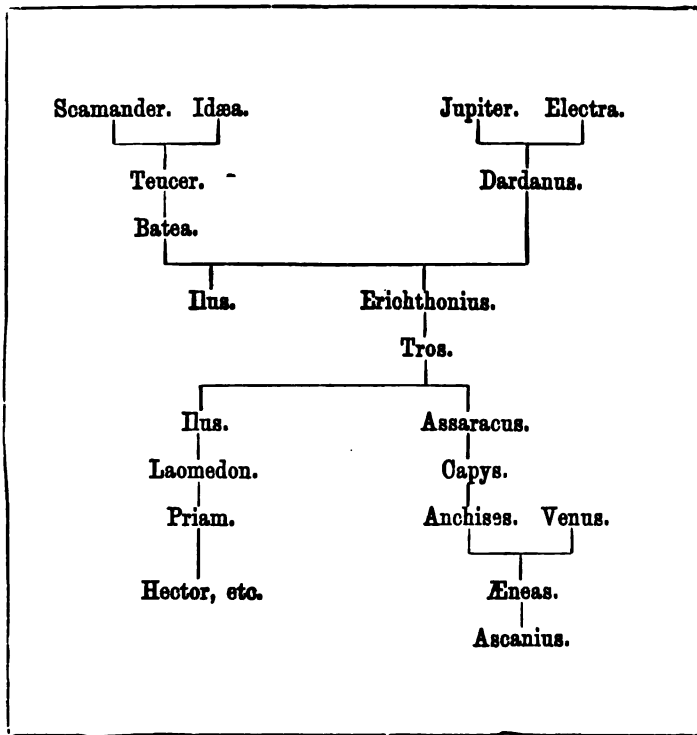 Scamander. Idæa. Jupiter. Electra.
Teucer. Dardanus.
Batea.
Ilus. Erichthonius.
Tros.
Ilus. Assaracus.
Laomedon. Capys.
Priam. Anchises. Venus.
Hector, etc. Æneas.
Ascanius.